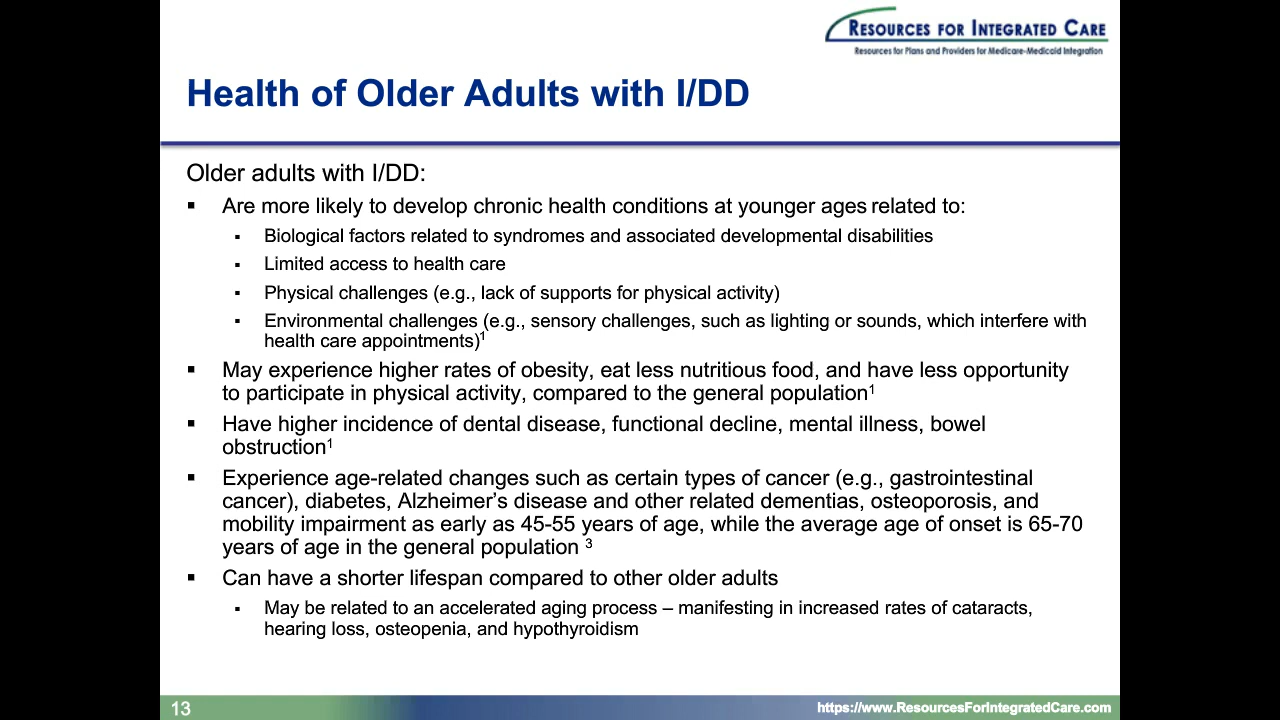 RESOURCES FOR INTEGRATED CARE
Resources for Plans and Providers for Medicare-Medicaid Integration
Health of Older Adults with I/DD
Older adults with I/DD:
▪ Are more likely to develop chronic health conditions at younger ages related to:
▪ Biological factors related to syndromes and associated developmental disabilities
▪ Limited access to health care
▪ Physical challenges (e.g., lack of supports for physical activity)
▪ Environmental challenges (e.g., sensory challenges, such as lighting or sounds, which interfere with
health care appointments)¹
▪ May experience higher rates of obesity, eat less nutritious food, and have less opportunity
to participate in physical activity, compared to the general population¹
▪ Have higher incidence of dental disease, functional decline, mental illness, bowel
obstruction¹
▪ Experience age-related changes such as certain types of cancer (e.g., gastrointestinal
cancer), diabetes, Alzheimer’s disease and other related dementias, osteoporosis, and
mobility impairment as early as 45-55 years of age, while the average age of onset is 65-70
years of age in the general population ³
▪ Can have a shorter lifespan compared to other older adults
▪ May be related to an accelerated aging process – manifesting in increased rates of cataracts,
hearing loss, osteopenia, and hypothyroidism
13
https://www.ResourcesForIntegratedCare.com